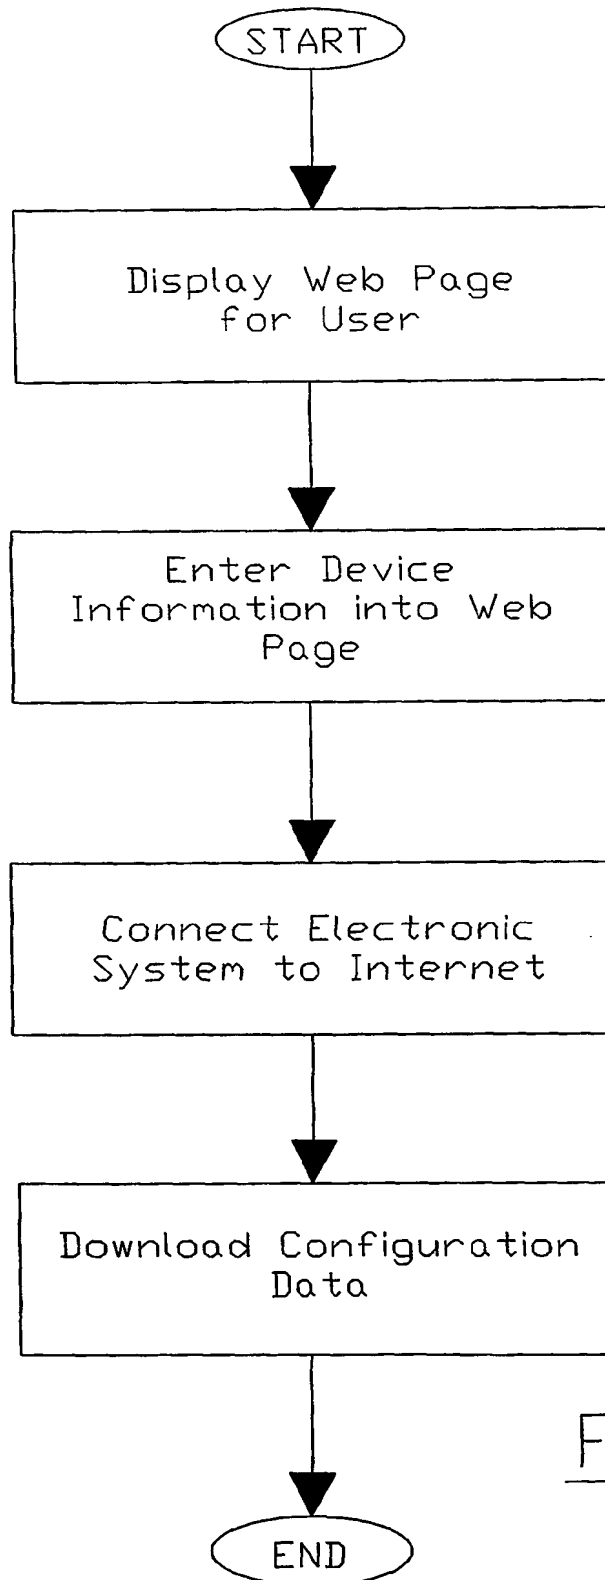 START
Display Web Page
for User
Enter Device
Information into Web
Page
Connect Electronic
System to Internet
Download Configuration
Data
F
END